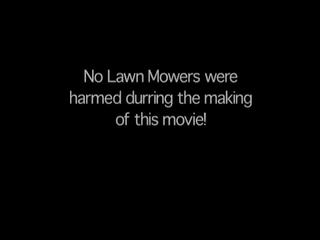 No Lawn Mowers were
harmed durring the making
of this movie!